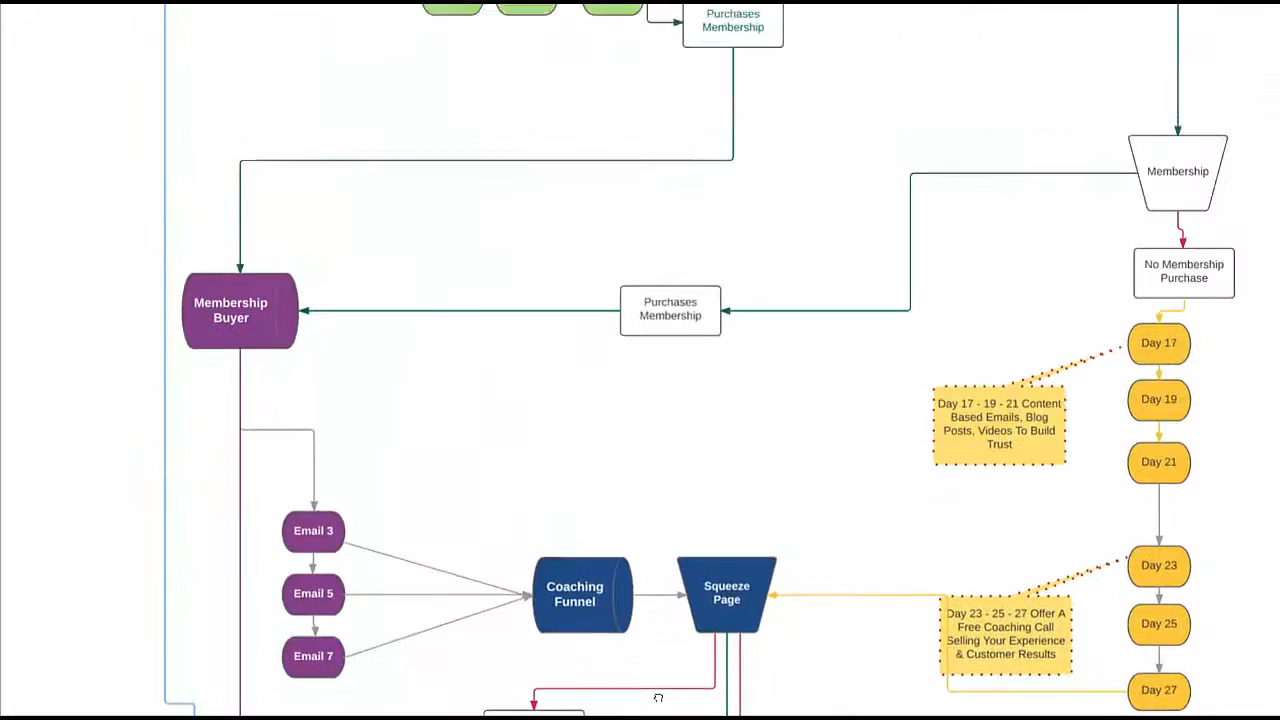 Purchases
Membership
Membership
No Membership
Purchase
Membership
Buyer
Purchases
Membership
Day 17
Day 19
Day 17 - 19 - 21 Content
Based Emails, Blog
Posts, Videos To Build
Trust
Day 21
Email 3
Email 5
Email 7
Coaching
Funnel
Squeeze
Page
Day 23
Day 23 - 25 - 27 Offer A
Free Coaching Call
Selling Your Experience
& Customer Results
Day 25
Day 27